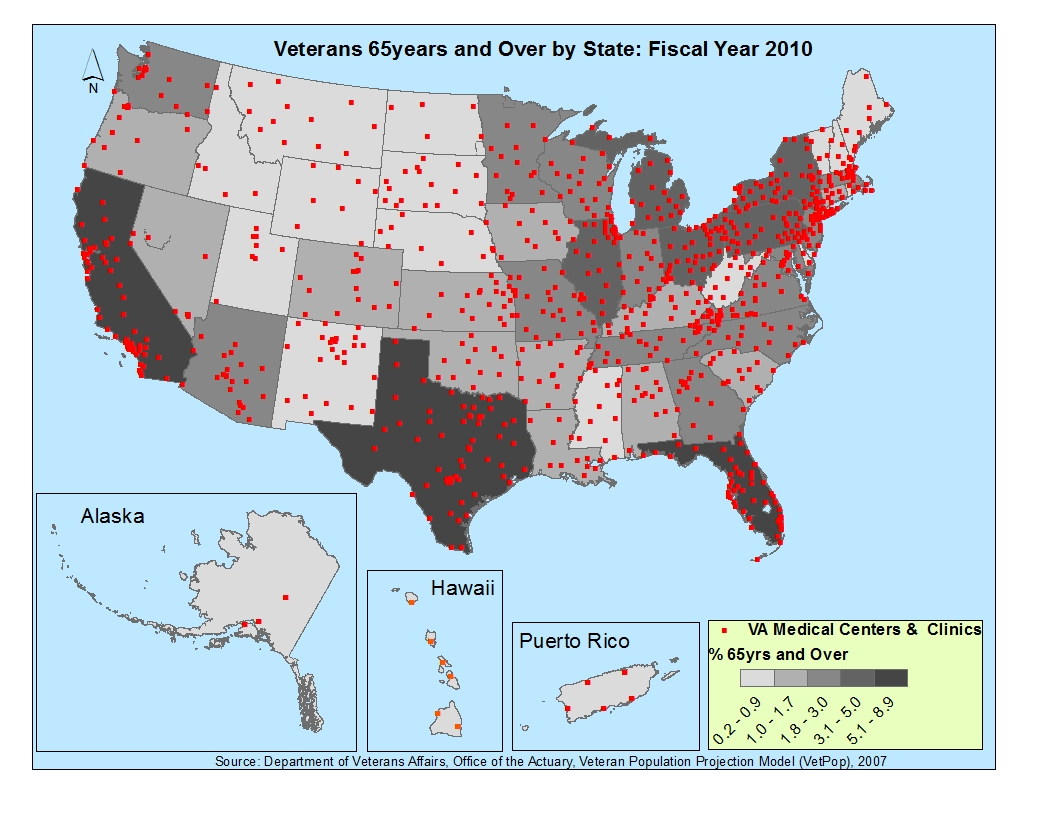 Veterans 65years and Over by State: Fiscal Year 2010
N
Alaska
Hawaii
Puerto Rico
VA Medical Centers & Clinics
% 65yrs and Over
0.2 - 0.9
1.0 - 1.7
1.8 - 3.0
3.1 - 5.0
5.1 - 8.9
Source: Department of Veterans Affairs, Office of the Actuary, Veteran Population Projection Model (VetPop), 2007